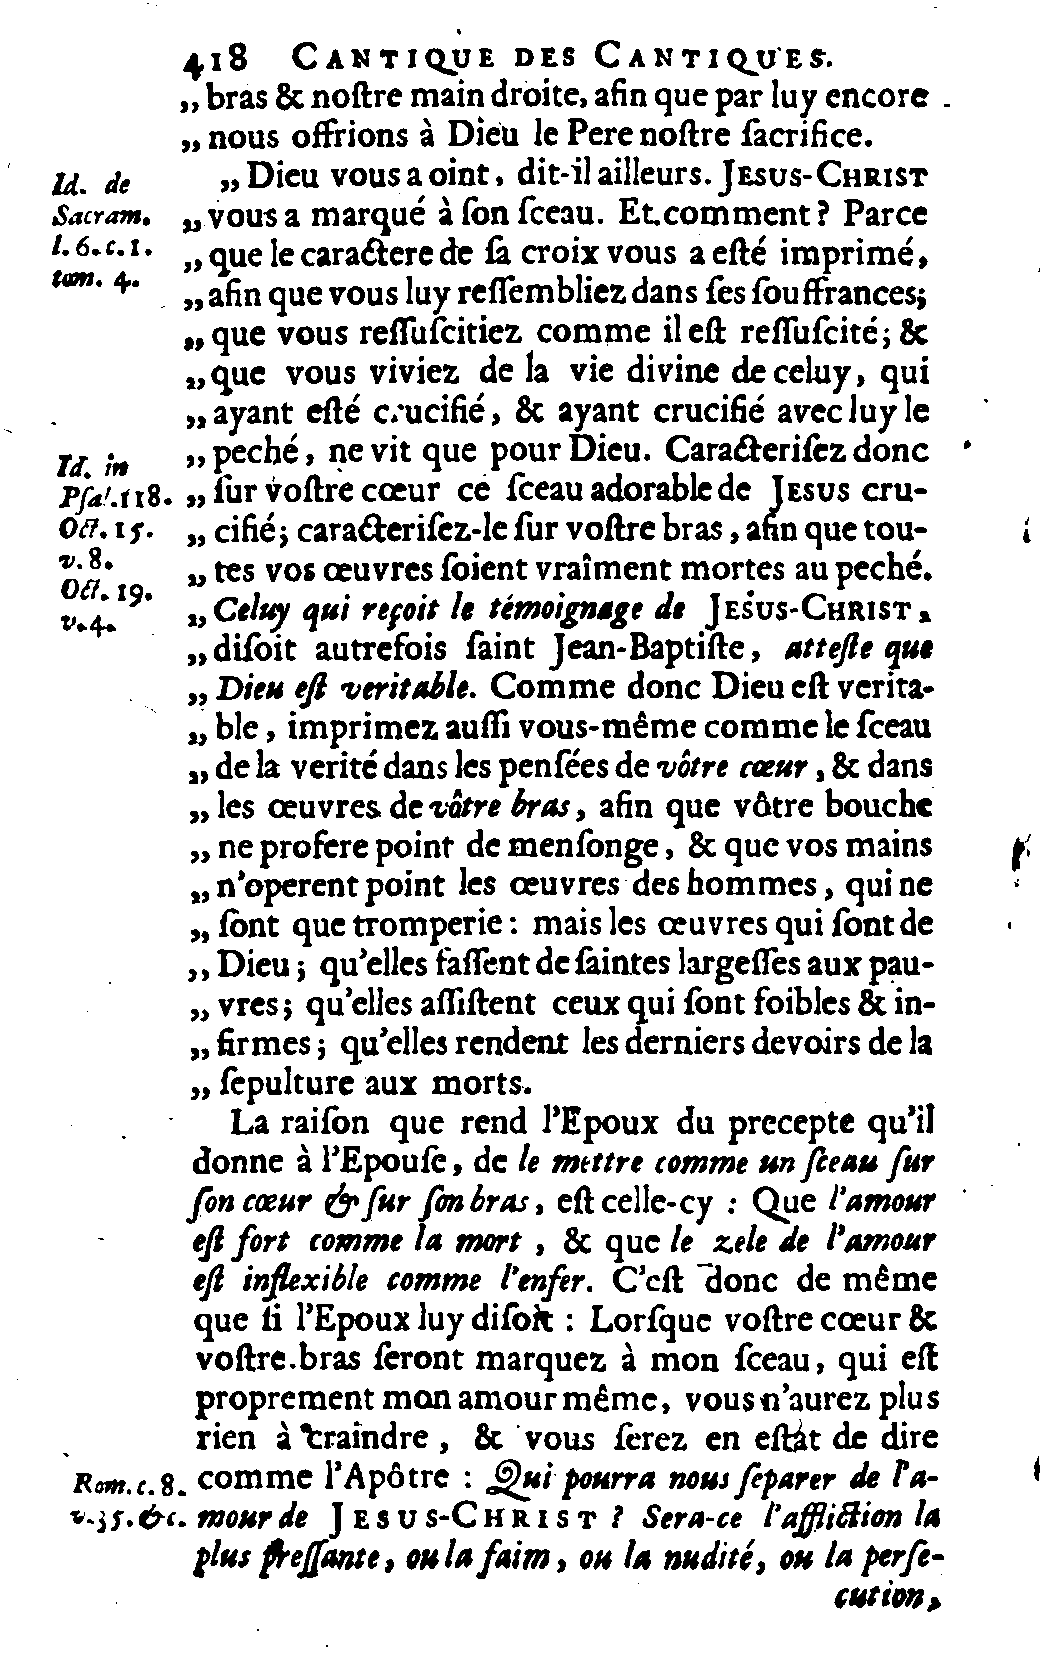 418 CANTIQUE DES CANTIQUES.
„bras & noſtre main droite, afin que par luy encore
„nous offrions à Dieu le Pere noſtre ſacrifice.
„Dieu vous a oint, dit-il ailleurs. JESUS-CHRIST
„vous a marqué à ſon ſceau. Et comment? Parce
„que le caractere de ſa croix vous a eſté imprimé,
„afin que vous luy reſſembliez dans ſes ſouffrances;
„que vous reſſuſcitiez comme il eſt reſſuſcité; &
„que vous viviez de la vie divine de celuy, qui
„ayant eſté crucifié, & ayant crucifié avec luy le
„peché, ne vit que pour Dieu. Caracteriſez donc
„ſur voſtre cœur ce ſceau adorable de JESUS cru-
„cifié; caracteriſez-le ſur voſtre bras, afin que tou-
„tes vos œuvres ſoient vraîment mortes au peché.
„Celuy qui reçoit le témoignage de JESUS-CHRIST,
„diſoit autrefois ſaint Jean-Baptiſte, atteſte que
„Dieu eſt veritable. Comme donc Dieu eſt verita-
„ble, imprimez auſſi vous-même comme le ſceau
„de la verité dans les penſées de vôtre cœur, & dans
„les œuvres de vôtre bras, afin que vôtre bouche
„ne profere point de menſonge, & que vos mains
„n'operent point les œuvres des hommes, qui ne
„ſont que tromperie: mais les œuvres qui ſont de
„Dieu; qu'elles faſſent de ſaintes largeſſes aux pau-
„vres; qu'elles aſſiſtent ceux qui ſont foibles & in-
„firmes; qu'elles rendent les derniers devoirs de la
„ſepulture aux morts.
La raiſon que rend l'Epoux du precepte qu'il
donne à l'Epouſe, de le mettre comme un ſceau ſur
ſon cœur & ſur ſon bras, eſt celle-cy : Que l'amour
eſt fort comme la mort, & que le zele de l'amour
eſt inflexible comme l'enfer. C'eſt donc de même
que ſi l'Epoux luy diſoit : Lorſque voſtre cœur &
voſtre bras ſeront marquez à mon ſceau, qui eſt
proprement mon amour même, vous n'aurez plus
rien à craindre, & vous ſerez en eſtât de dire
comme l'Apôtre : Qui pourra nous ſeparer de l'a-
mour de JESUS-CHRIST ? Sera-ce l'affliction la
plus preſſante, ou la faim, ou la nudité, ou la perſe-
cution,
Id. de
Sacram.
l. 6. c. 1.
tom. 4.
Id. in
Pſal. 118.
Oct. 15.
v. 8.
Oct. 19.
v. 4.
Rom. c. 8.
v. 35. &c.